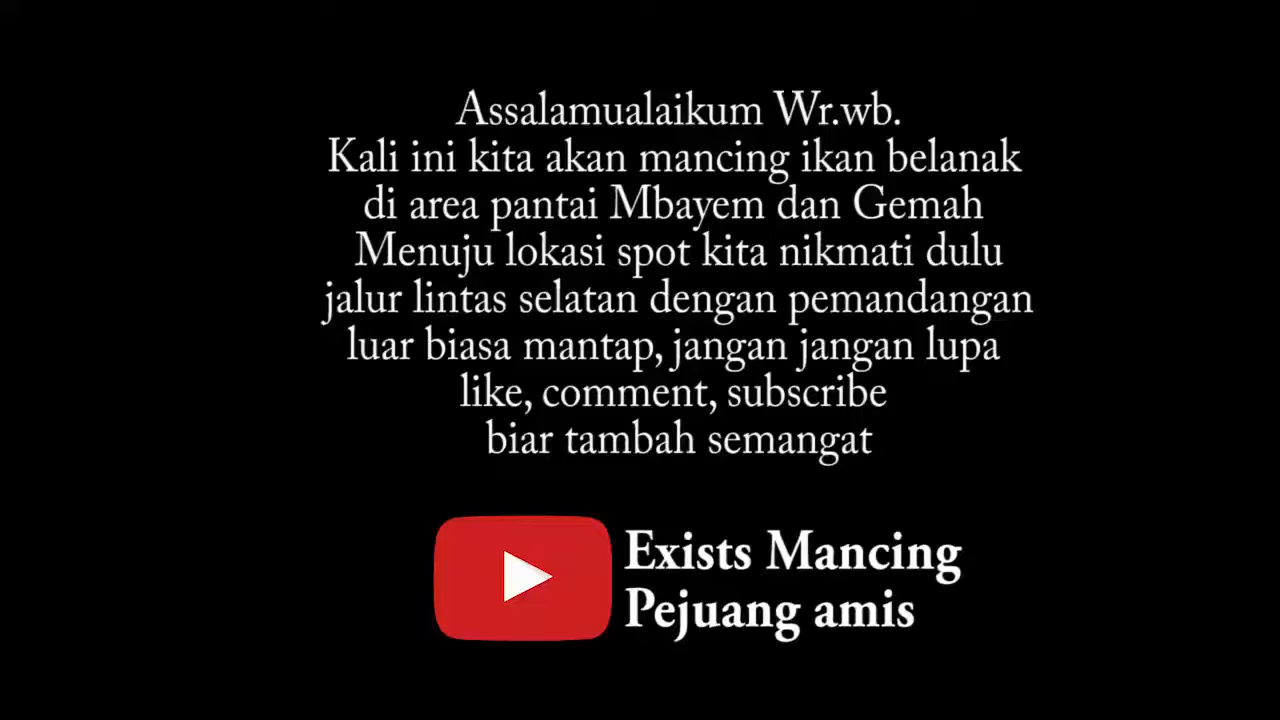 Assalamualaikum Wr.wb.
Kali ini kita akan mancing ikan belanak
di area pantai Mbayem dan Gemah
Menuju lokasi spot kita nikmati dulu
jalur lintas selatan dengan pemandangan
luar biasa mantap, jangan jangan lupa
like, comment, subscribe
biar tambah semangat
Exists Mancing
Pejuang amis